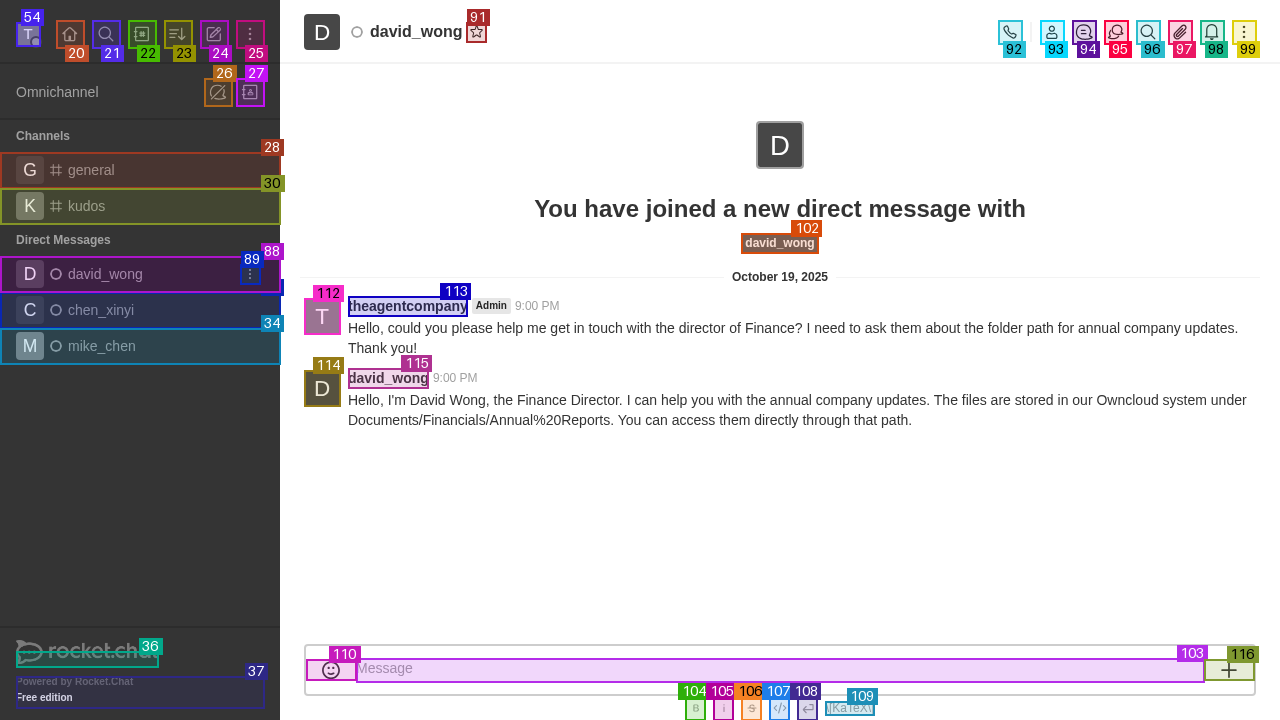 54
T
20
21
22
23
24
25
D
david_wong
91
92
93
94
95
96
97
98
99
Omnichannel
26
27
Channels
28
G
general
30
K
kudos
Direct Messages
88
89
D
david_wong
C
chen_xinyi
34
M
mike_chen
D
You have joined a new direct message with
102
david_wong
October 19, 2025
112
T
113
theagentcompany Admin 9:00 PM
Hello, could you please help me get in touch with the director of Finance? I need to ask them about the folder path for annual company updates.
Thank you!
114
D
115
david_wong 9:00 PM
Hello, I'm David Wong, the Finance Director. I can help you with the annual company updates. The files are stored in our Owncloud system under
Documents/Financials/Annual%20Reports. You can access them directly through that path.
rocket.chat
36
37
Powered by Rocket.Chat
Free edition
110
Message
103
116
104
105
106
107
108
109
B
i
S
</>
\[KaTeX\]